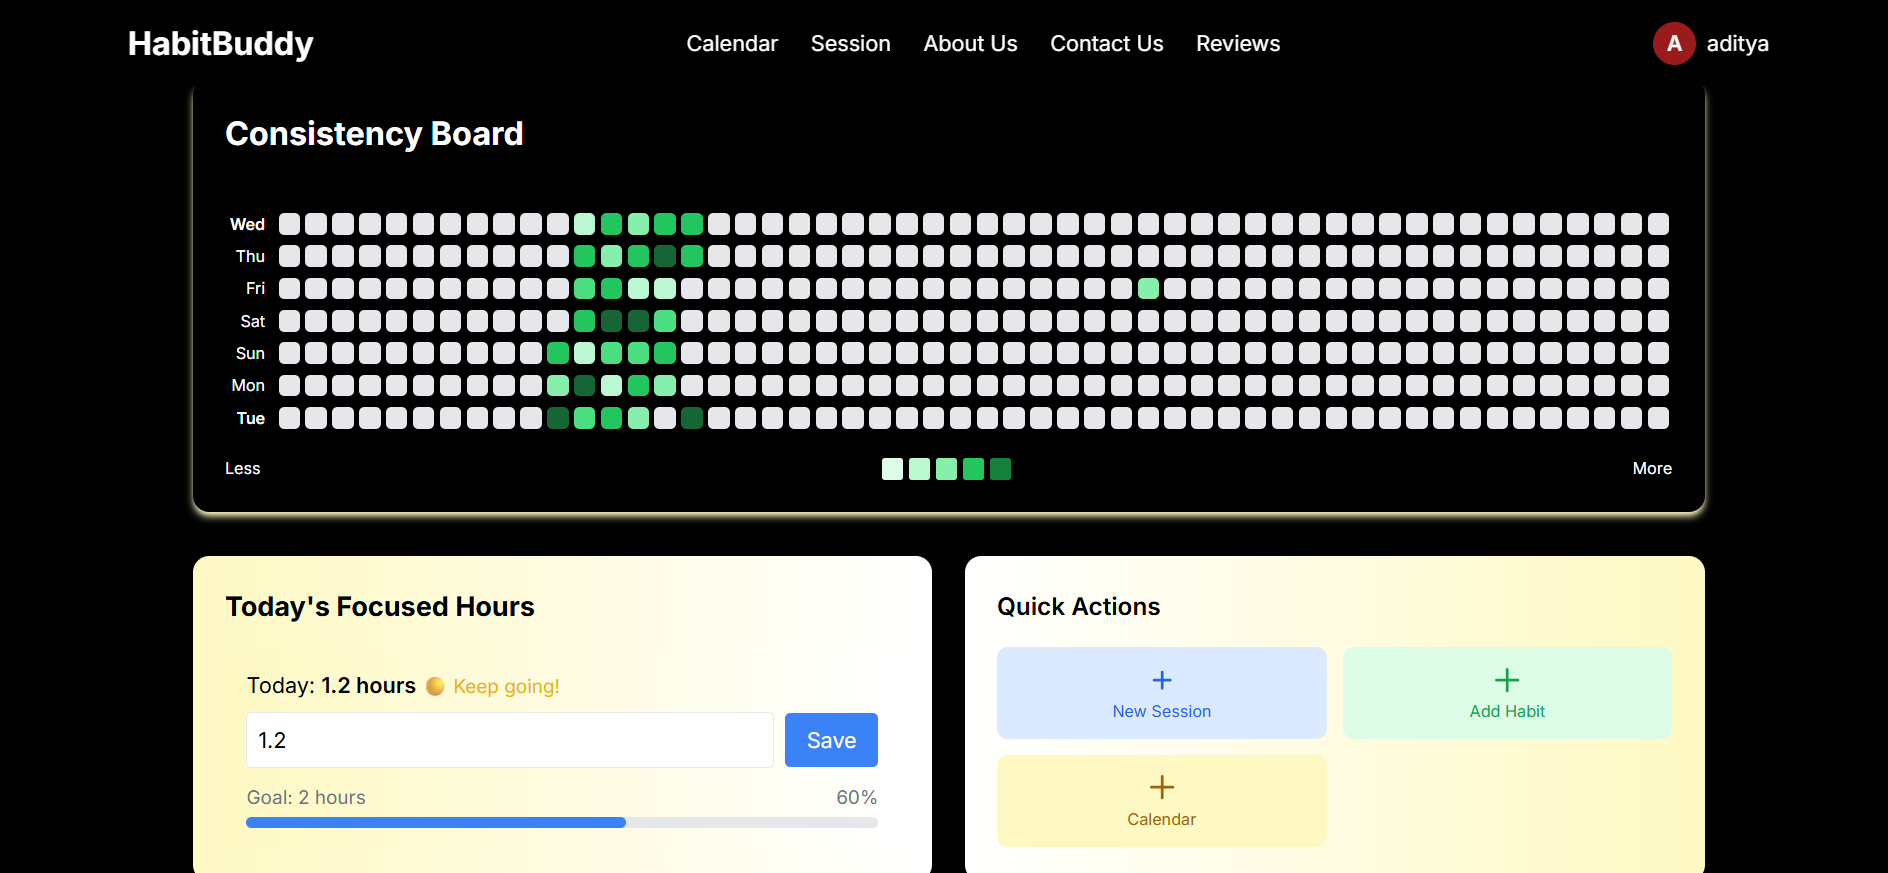 HabitBuddy
Calendar Session About Us Contact Us Reviews
A aditya
Consistency Board
Wed
Thu
Fri
Sat
Sun
Mon
Tue
Less
More
Today's Focused Hours
Today: 1.2 hours Keep going!
1.2
Save
Goal: 2 hours 60%
Quick Actions
New Session
Add Habit
Calendar